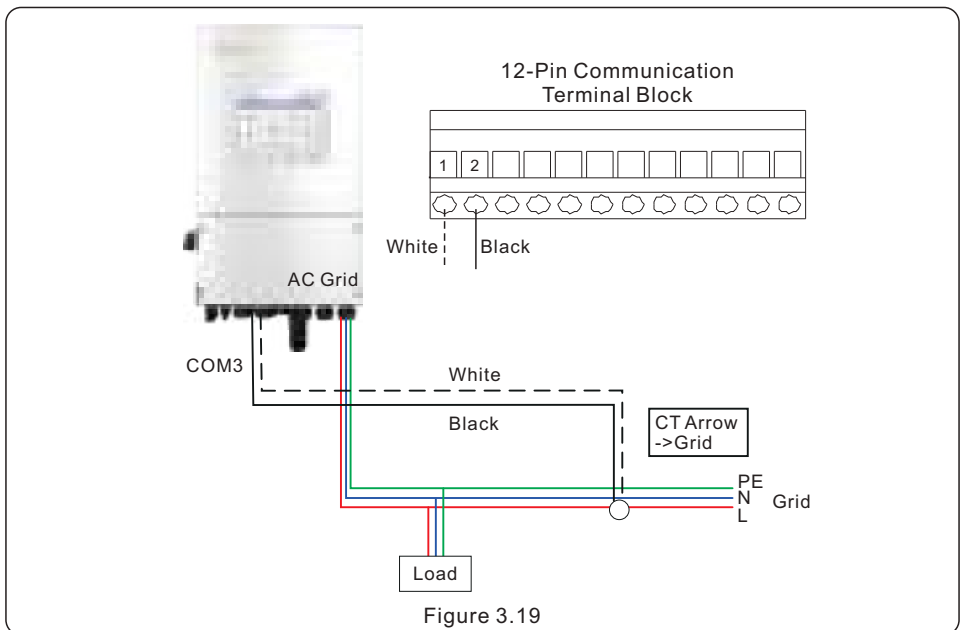 12-Pin Communication
Terminal Block
1 2
White
Black
AC Grid
COM3
White
Black
CT Arrow
->Grid
PE
N
L
Grid
Load
Figure 3.19